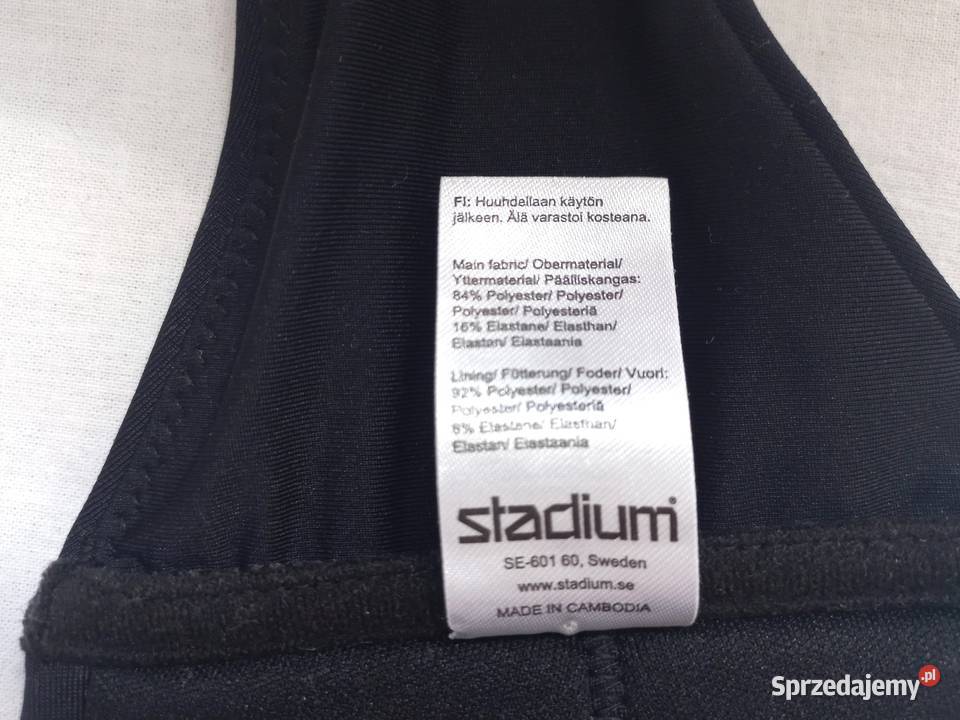 FI: Huuhdellaan käytön
jälkeen. Älä varastoi kosteana.
Main fabric/ Obermaterial/
Yttermaterial/ Päälliskangas:
84% Polyester/ Polyester/
Polyester/ Polyesteriä
16% Elastane/ Elasthan/
Elastan/ Elastaania
Lining/ Fütterung/ Foder/ Vuori:
92% Polyester/ Polyester/
Polyester/ Polyesteriä
8% Elastane/ Elasthan/
Elastan/ Elastaania
stadium®
SE-601 60, Sweden
www.stadium.se
MADE IN CAMBODIA
Sprzedajemy.pl